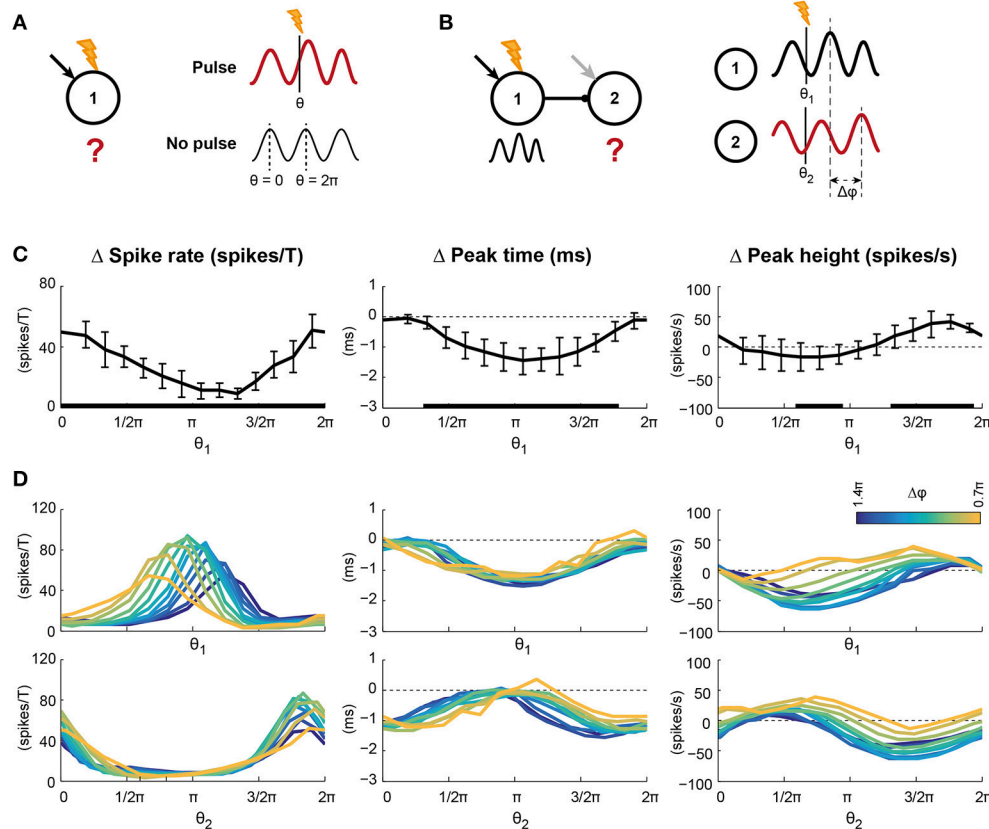 A
1
?
Pulse
θ
No pulse
θ = 0
θ = 2π
B
1
2
?
1
θ1
2
θ2
Δφ
C
Δ Spike rate (spikes/T)
Δ Peak time (ms)
Δ Peak height (spikes/s)
(spikes/T)
80
40
0
0
1/2π
π
3/2π
2π
θ1
(ms)
1
0
−1
−2
−3
0
1/2π
π
3/2π
2π
θ1
(spikes/s)
100
50
0
−50
−100
0
1/2π
π
3/2π
2π
θ1
D
(spikes/T)
120
80
40
0
θ1
(ms)
1
0
−1
−2
−3
θ1
(spikes/s)
100
50
0
−50
−100
θ1
1.4π
Δφ
0.7π
(spikes/T)
120
80
40
0
0
1/2π
π
3/2π
2π
θ2
(ms)
1
0
−1
−2
−3
0
1/2π
π
3/2π
2π
θ2
(spikes/s)
100
50
0
−50
−100
0
1/2π
π
3/2π
2π
θ2